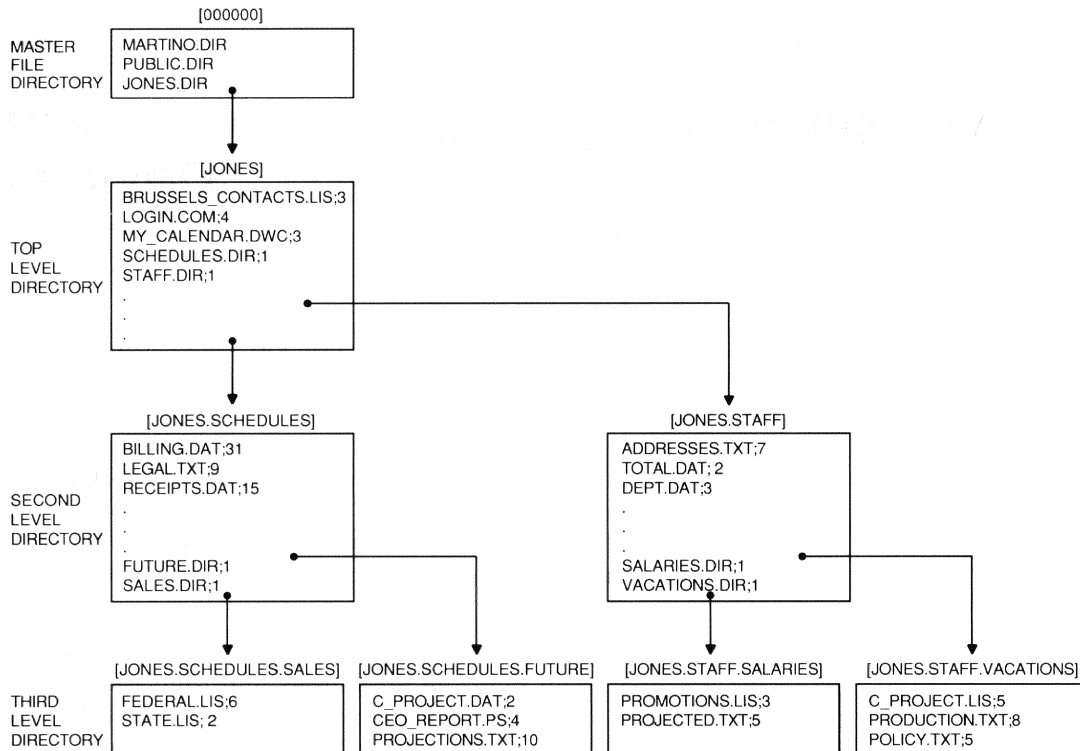 [000000]
MASTER
FILE
DIRECTORY
MARTINO.DIR
PUBLIC.DIR
JONES.DIR
[JONES]
TOP
LEVEL
DIRECTORY
BRUSSELS_CONTACTS.LIS;3
LOGIN.COM;4
MY_CALENDAR.DWC;3
SCHEDULES.DIR;1
STAFF.DIR;1
.
.
.
[JONES.SCHEDULES]
[JONES.STAFF]
SECOND
LEVEL
DIRECTORY
BILLING.DAT;31
LEGAL.TXT;9
RECEIPTS.DAT;15
.
.
.
FUTURE.DIR;1
SALES.DIR;1
ADDRESSES.TXT;7
TOTAL.DAT; 2
DEPT.DAT;3
.
.
.
SALARIES.DIR;1
VACATIONS.DIR;1
[JONES.SCHEDULES.SALES]
[JONES.SCHEDULES.FUTURE]
[JONES.STAFF.SALARIES]
[JONES.STAFF.VACATIONS]
THIRD
LEVEL
DIRECTORY
FEDERAL.LIS;6
STATE.LIS; 2
C_PROJECT.DAT;2
CEO_REPORT.PS;4
PROJECTIONS.TXT;10
PROMOTIONS.LIS;3
PROJECTED.TXT;5
C_PROJECT.LIS;5
PRODUCTION.TXT;8
POLICY.TXT;5